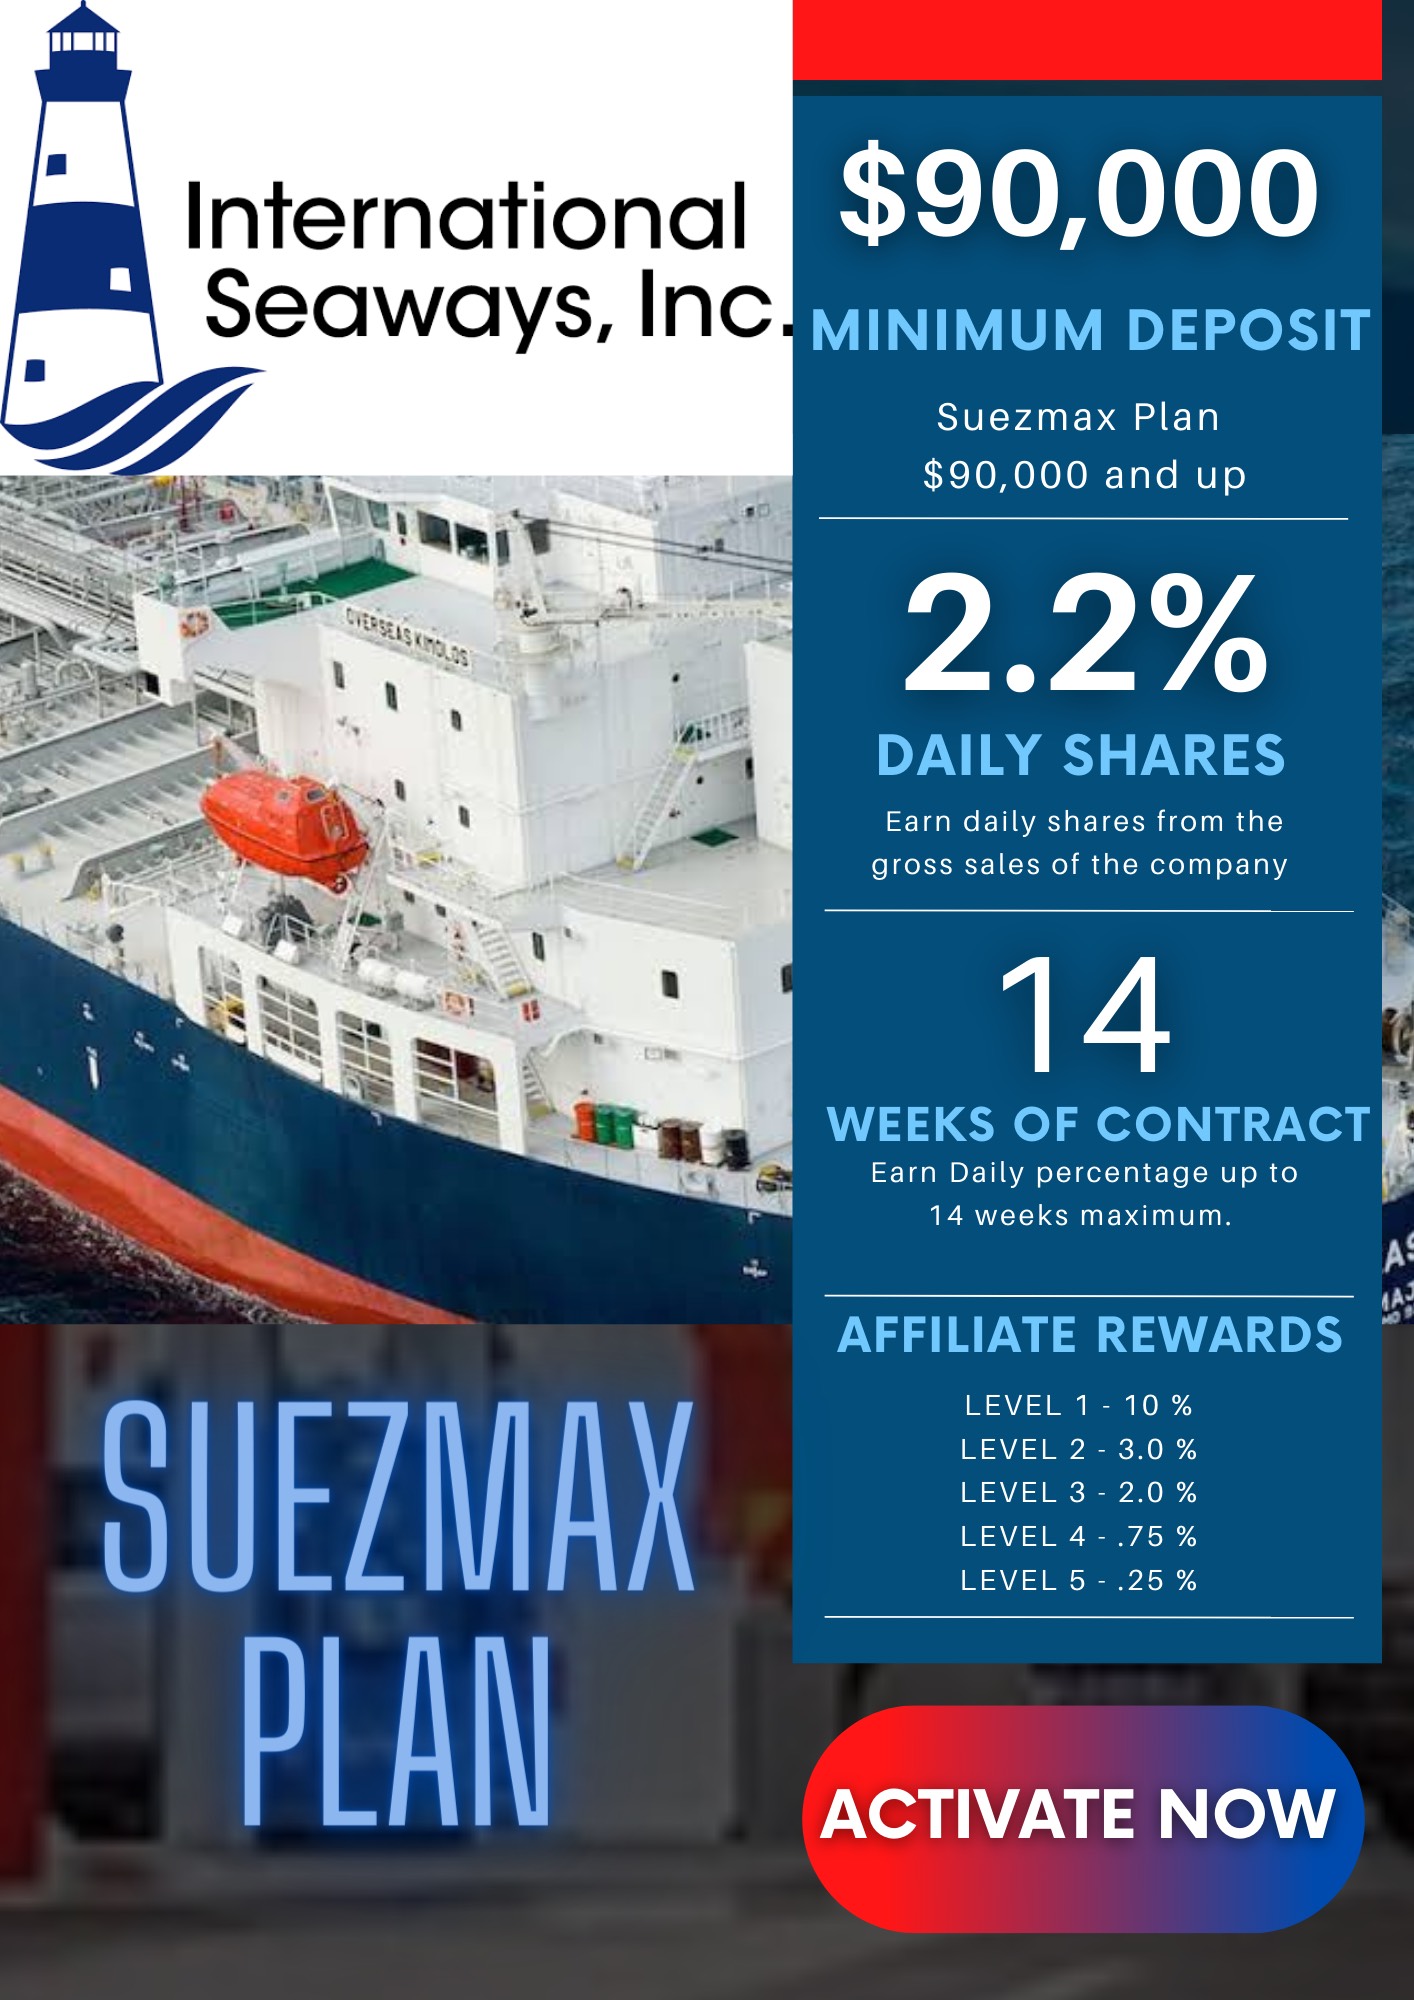 International
Seaways, Inc.
OVERSEAS KIMOLOS
SUEZMAX
PLAN
$90,000
MINIMUM DEPOSIT
Suezmax Plan
$90,000 and up
2.2%
DAILY SHARES
Earn daily shares from the
gross sales of the company
14
WEEKS OF CONTRACT
Earn Daily percentage up to
14 weeks maximum.
AFFILIATE REWARDS
LEVEL 1 - 10 %
LEVEL 2 - 3.0 %
LEVEL 3 - 2.0 %
LEVEL 4 - .75 %
LEVEL 5 - .25 %
ACTIVATE NOW